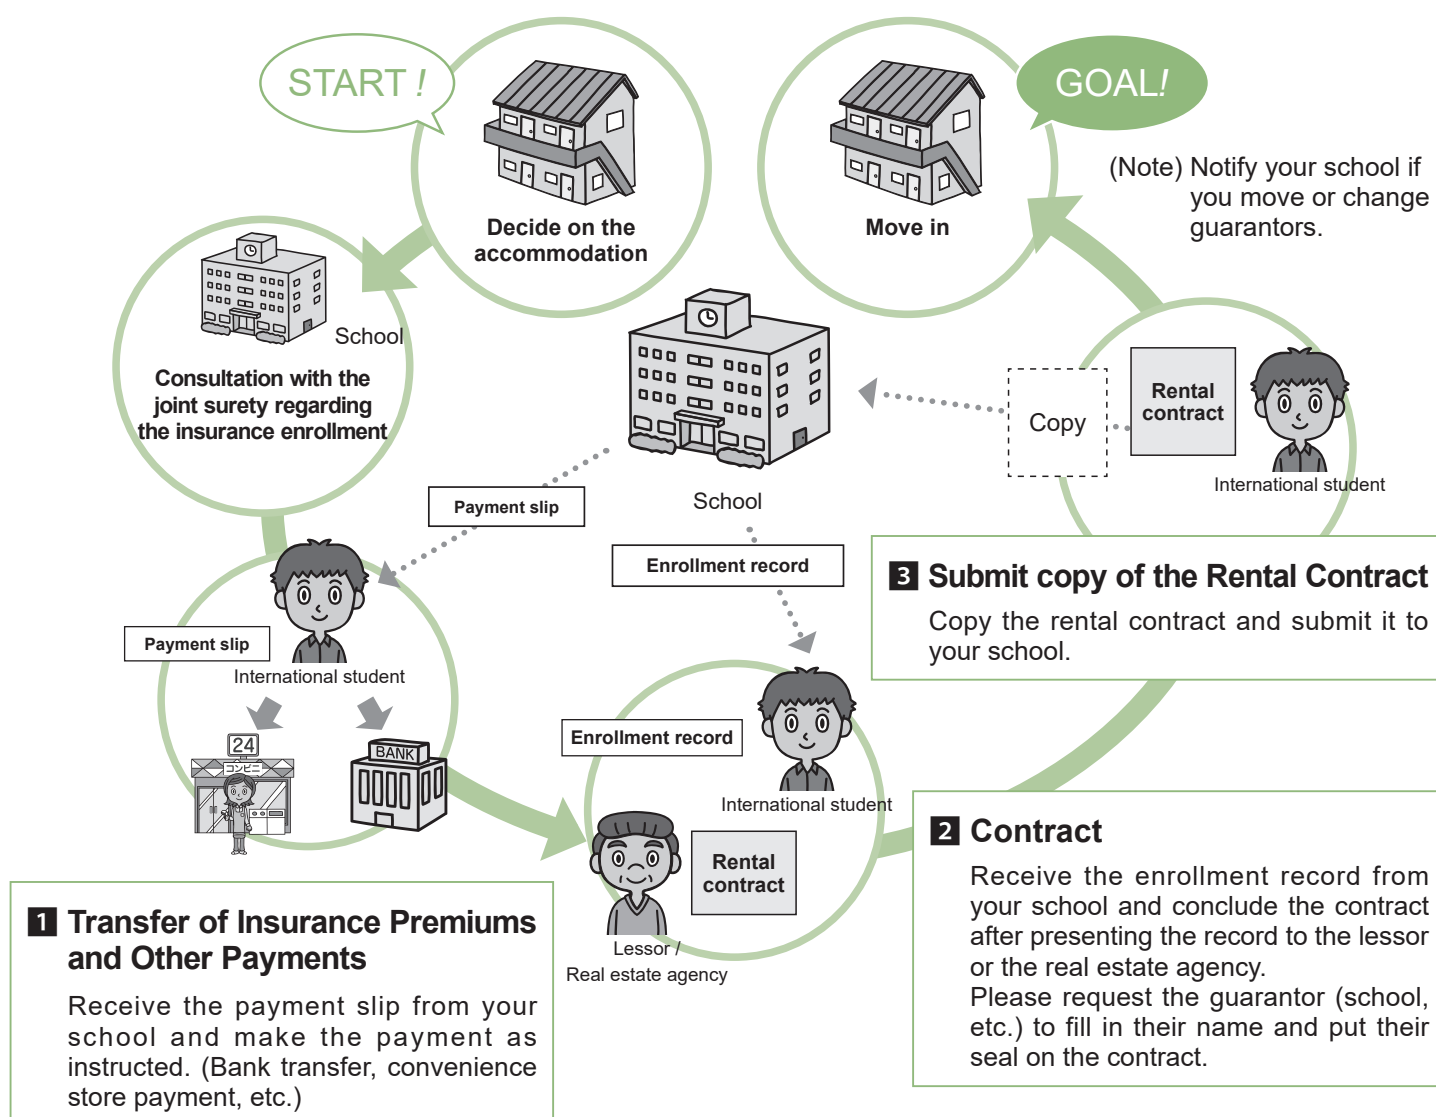 START!
Decide on the
accommodation
Move in
GOAL!
(Note) Notify your school if
you move or change
guarantors.
School
Consultation with the
joint surety regarding
the insurance enrollment
Payment slip
School
Enrollment record
Copy
Rental
contract
International student
3 Submit copy of the Rental Contract
Copy the rental contract and submit it to
your school.
Payment slip
International student
24
コンビニ
BANK
Enrollment record
International student
Rental
contract
Lessor /
Real estate agency
1 Transfer of Insurance Premiums
and Other Payments
Receive the payment slip from your
school and make the payment as
instructed. (Bank transfer, convenience
store payment, etc.)
2 Contract
Receive the enrollment record from
your school and conclude the contract
after presenting the record to the lessor
or the real estate agency.
Please request the guarantor (school,
etc.) to fill in their name and put their
seal on the contract.